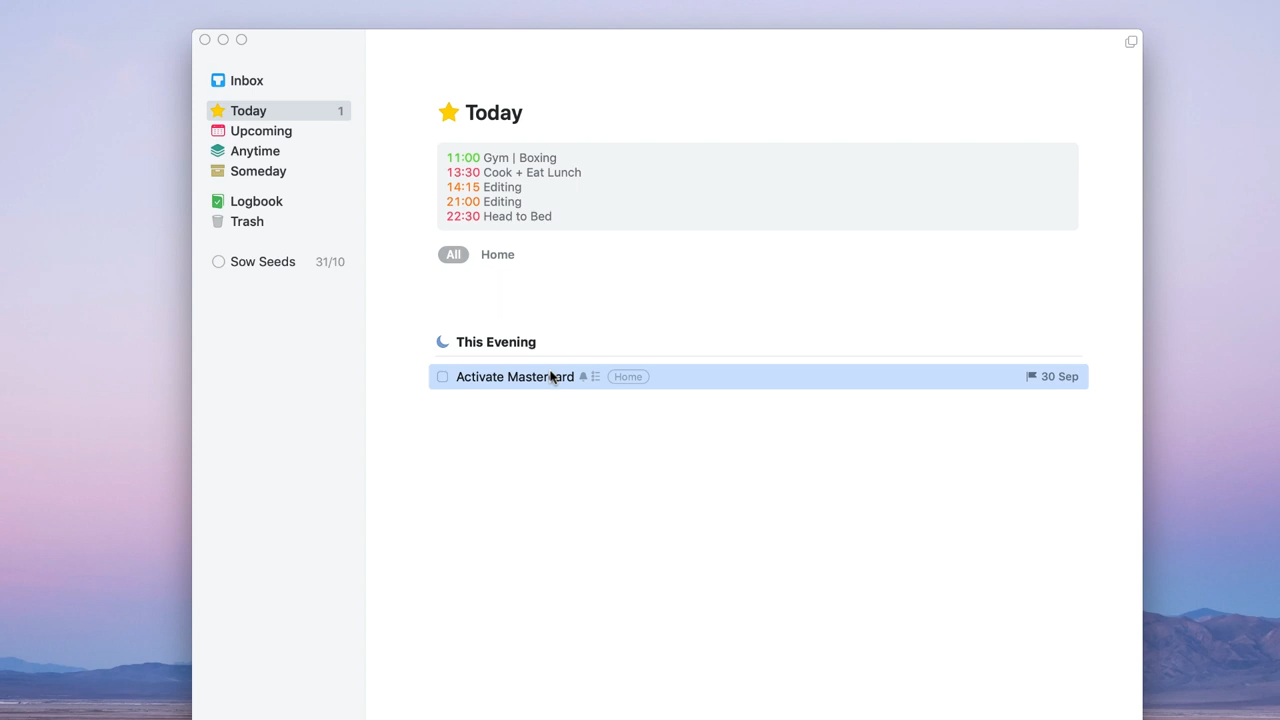 Inbox
Today 1
Upcoming
Anytime
Someday
Logbook
Trash
Sow Seeds 31/10
Today
11:00 Gym | Boxing
13:30 Cook + Eat Lunch
14:15 Editing
21:00 Editing
22:30 Head to Bed
All Home
This Evening
Activate Mastercard Home 30 Sep